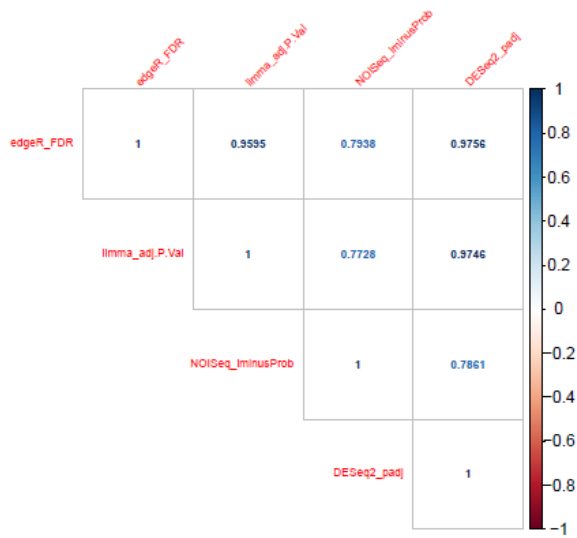 edgeR_FDR
limma_adj.P.Val
NOISeq_1minusProb
DESeq2_padj
edgeR_FDR 1 0.9595 0.7938 0.9756
limma_adj.P.Val 1 0.7728 0.9746
NOISeq_1minusProb 1 0.7861
DESeq2_padj 1
1
0.8
0.6
0.4
0.2
0
−0.2
−0.4
−0.6
−0.8
−1